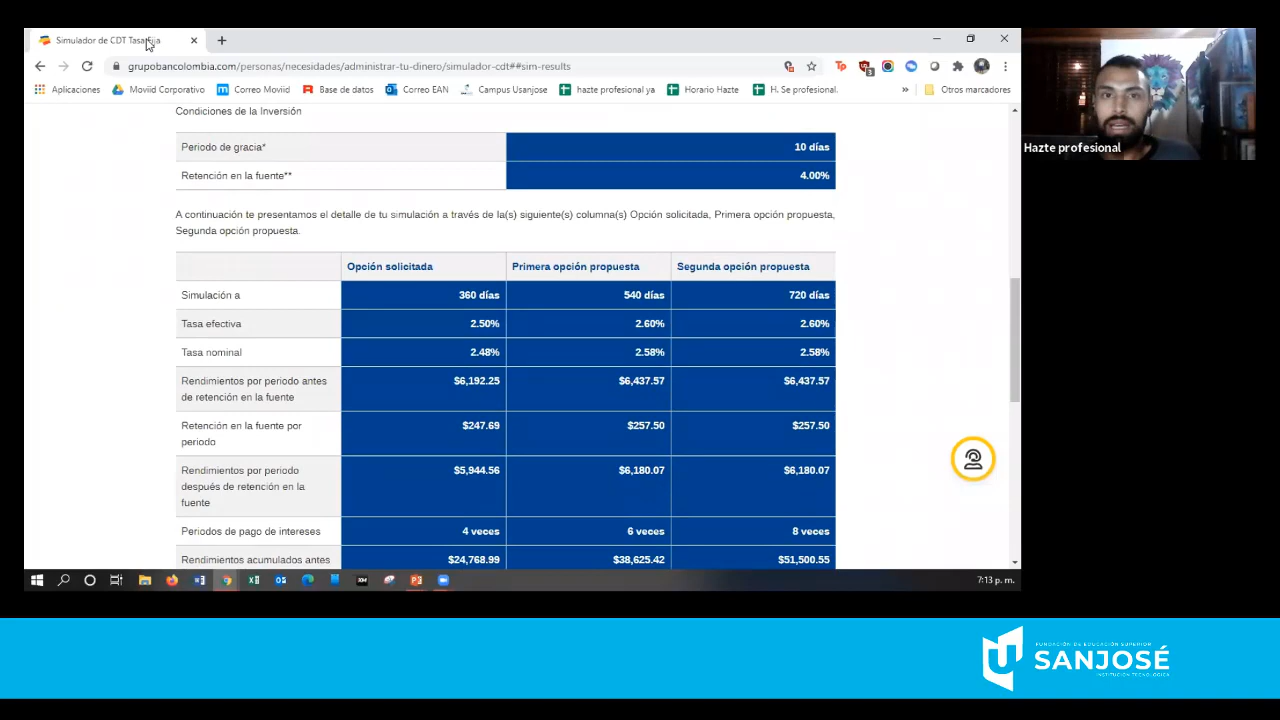 Simulador de CDT Tasa Fija
grupobancolombia.com/personas/necesidades/administrar-tu-dinero/simulador-cdt##sim-results
Tp
3
Aplicaciones
Moviid Corporativo
Correo Moviid
Base de datos
Correo EAN
Campus Usanjose
hazte profesional ya
Horario Hazte
H. Se profesional.
»
Otros marcadores
Hazte profesional
Condiciones de la Inversión
Periodo de gracia* 10 días
Retención en la fuente** 4.00%
A continuación te presentamos el detalle de tu simulación a través de la(s) siguiente(s) columna(s) Opción solicitada, Primera opción propuesta,
Segunda opción propuesta.
Opción solicitada Primera opción propuesta Segunda opción propuesta
Simulación a 360 días 540 días 720 días
Tasa efectiva 2.50% 2.60% 2.60%
Tasa nominal 2.48% 2.58% 2.58%
Rendimientos por periodo antes $6,192.25 $6,437.57 $6,437.57
de retención en la fuente
Retención en la fuente por $247.69 $257.50 $257.50
periodo
Rendimientos por periodo $5,944.56 $6,180.07 $6,180.07
después de retención en la
fuente
Periodos de pago de intereses 4 veces 6 veces 8 veces
Rendimientos acumulados antes $24,768.99 $38,625.42 $51,500.55
7:13 p. m.
FUNDACIÓN DE EDUCACIÓN SUPERIOR
SANJOSÉ
INSTITUCIÓN TECNOLÓGICA